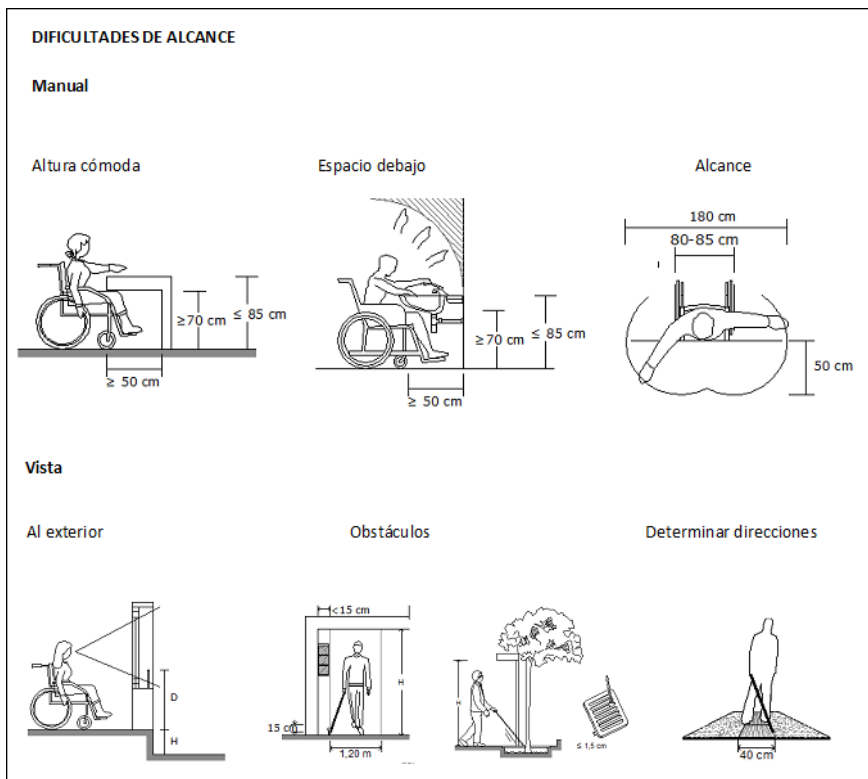 DIFICULTADES DE ALCANCE
Manual
Altura cómoda
Espacio debajo
Alcance
≥70 cm
≤ 85 cm
≥ 50 cm
≥70 cm
≤ 85 cm
≥ 50 cm
180 cm
80-85 cm
50 cm
Vista
Al exterior
Obstáculos
Determinar direcciones
D
H
<15 cm
H
15 cm
1,20 m
H
≤ 1,5 cm
40 cm